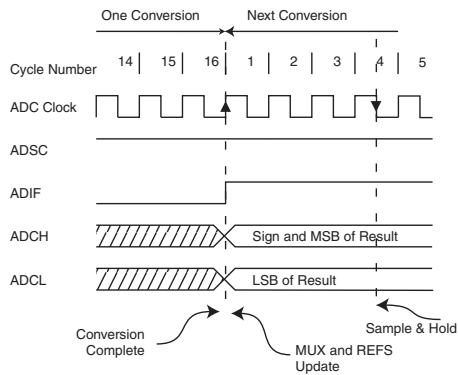 One Conversion
Next Conversion
Cycle Number
14
15
16
1
2
3
4
5
ADC Clock
ADSC
ADIF
ADCH
Sign and MSB of Result
ADCL
LSB of Result
Conversion
Complete
MUX and REFS
Update
Sample & Hold